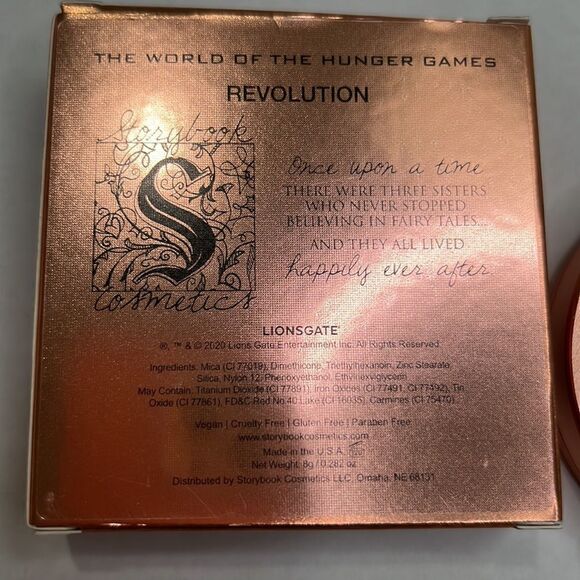 THE WORLD OF THE HUNGER GAMES
REVOLUTION
Storybook
S
Cosmetics
Once upon a time
THERE WERE THREE SISTERS
WHO NEVER STOPPED
BELIEVING IN FAIRY TALES...
AND THEY ALL LIVED
happily ever after
LIONSGATE®
®, ™ & © 2020 Lions Gate Entertainment Inc. All Rights Reserved.
Ingredients: Mica (CI 77019), Dimethicone, Triethylhexanoin, Zinc Stearate,
Silica, Nylon 12, Phenoxyethanol, Ethylhexylglycerin
May Contain: Titanium Dioxide (CI 77891), Iron Oxides (CI 77491, CI 77492), Tin
Oxide (CI 77861), FD&C Red No.40 Lake (CI 16035), Carmines (CI 75470).
Vegan | Cruelty Free | Gluten Free | Paraben Free
www.storybookcosmetics.com
Made in the U.S.A.
Net Weight: 8g / 0.282 oz
Distributed by Storybook Cosmetics LLC, Omaha, NE 68131